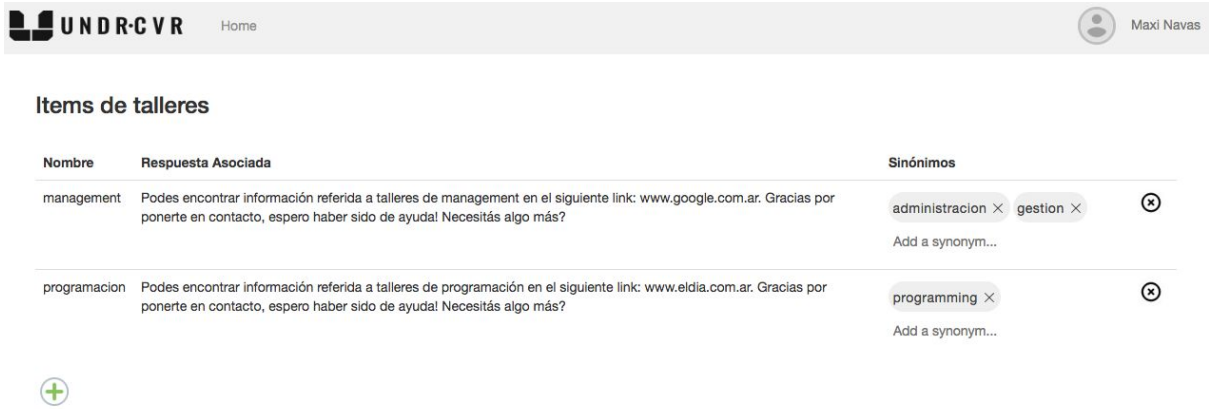 UNDR·CVR Home Maxi Navas
Items de talleres
Nombre Respuesta Asociada Sinónimos
management Podes encontrar información referida a talleres de management en el siguiente link: www.google.com.ar. Gracias por
ponerte en contacto, espero haber sido de ayuda! Necesitás algo más?
administracion × gestion ×
Add a synonym...
programacion Podes encontrar información referida a talleres de programación en el siguiente link: www.eldia.com.ar. Gracias por
ponerte en contacto, espero haber sido de ayuda! Necesitás algo más?
programming ×
Add a synonym...